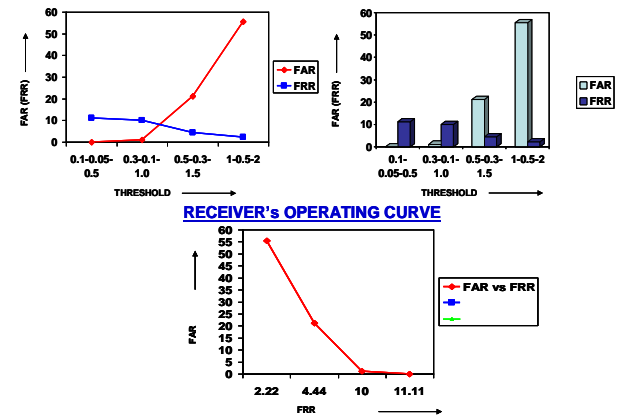 60
50
40
30
20
10
0
FAR (FRR)
0.1-0.05-0.5
0.3-0.1-1.0
0.5-0.3-1.5
1-0.5-2
THRESHOLD
FAR
FRR
60
50
40
30
20
10
0
FAR (FRR)
0.1-0.05-0.5
0.3-0.1-1.0
0.5-0.3-1.5
1-0.5-2
THRESHOLD
FAR
FRR
RECEIVER's OPERATING CURVE
60
55
50
45
40
35
30
25
20
15
10
5
0
FAR
2.22 4.44 10 11.11
FRR
FAR vs FRR